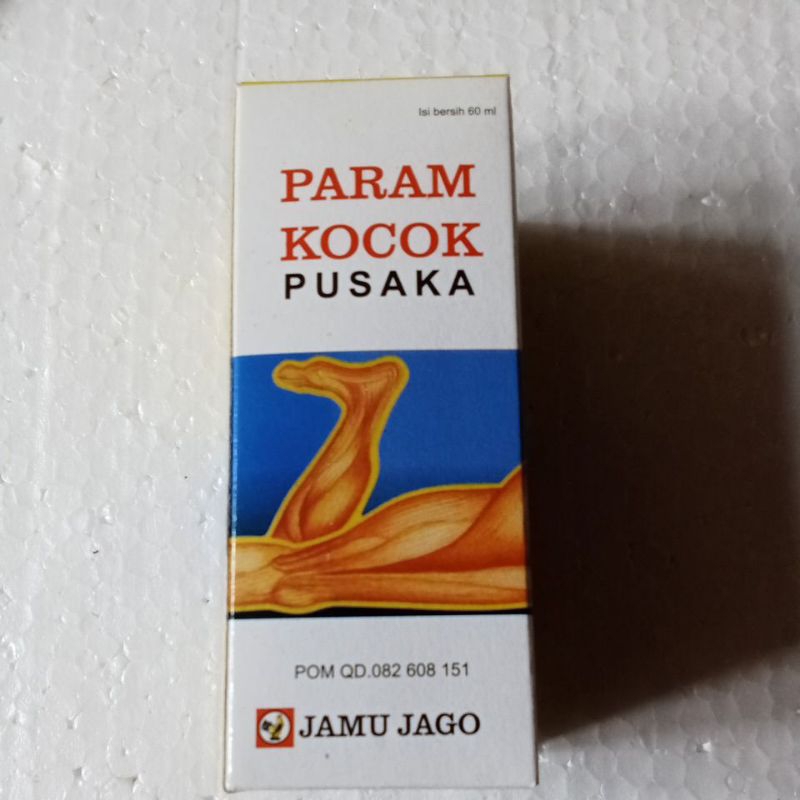 Isi bersih 60 ml
PARAM
KOCOK
PUSAKA
POM QD.082 608 151
JAMU JAGO